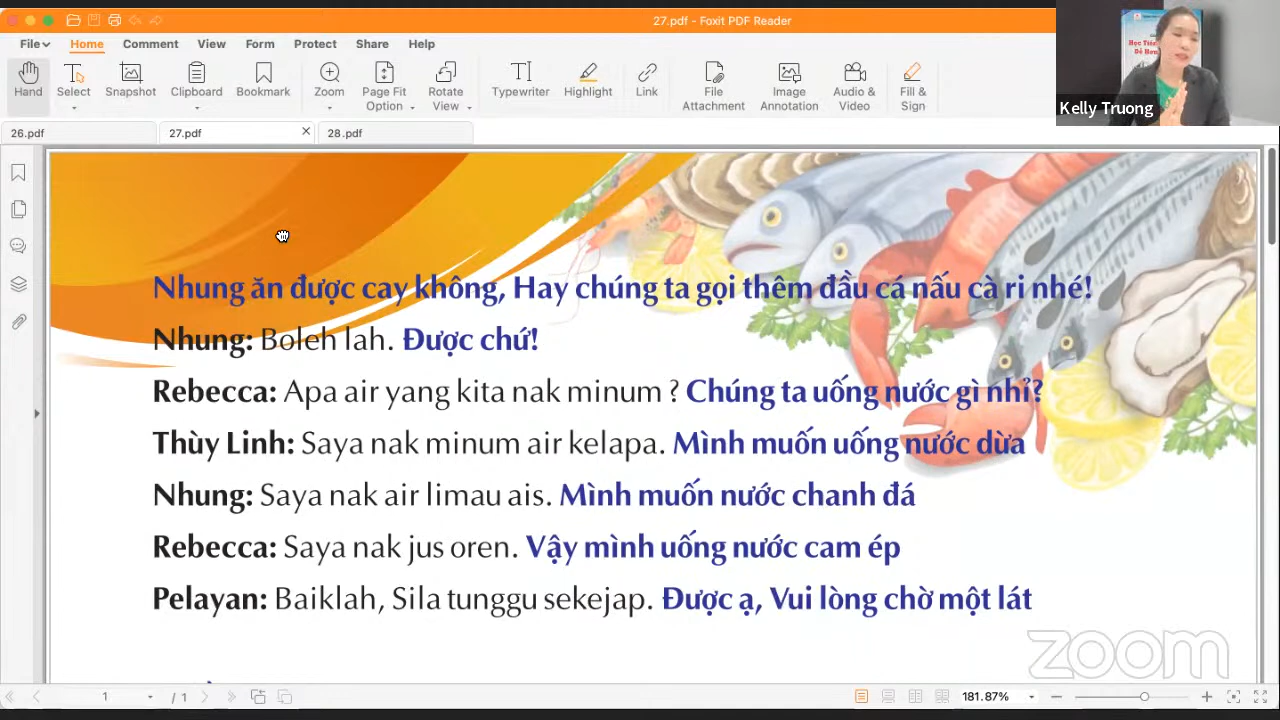 27.pdf - Foxit PDF Reader
File Home Comment View Form Protect Share Help
Hand Select Snapshot Clipboard Bookmark Zoom Page Fit Option Rotate View Typewriter Highlight Link File Attachment Image Annotation Audio & Video Fill & Sign
Kelly Truong
26.pdf 27.pdf 28.pdf
Nhung ăn được cay không, Hay chúng ta gọi thêm đầu cá nấu cà ri nhé!
Nhung: Boleh lah. Được chứ!
Rebecca: Apa air yang kita nak minum ? Chúng ta uống nước gì nhỉ?
Thùy Linh: Saya nak minum air kelapa. Mình muốn uống nước dừa
Nhung: Saya nak air limau ais. Mình muốn nước chanh đá
Rebecca: Saya nak jus oren. Vậy mình uống nước cam ép
Pelayan: Baiklah, Sila tunggu sekejap. Được ạ, Vui lòng chờ một lát
zoom
1 / 1 181.87%